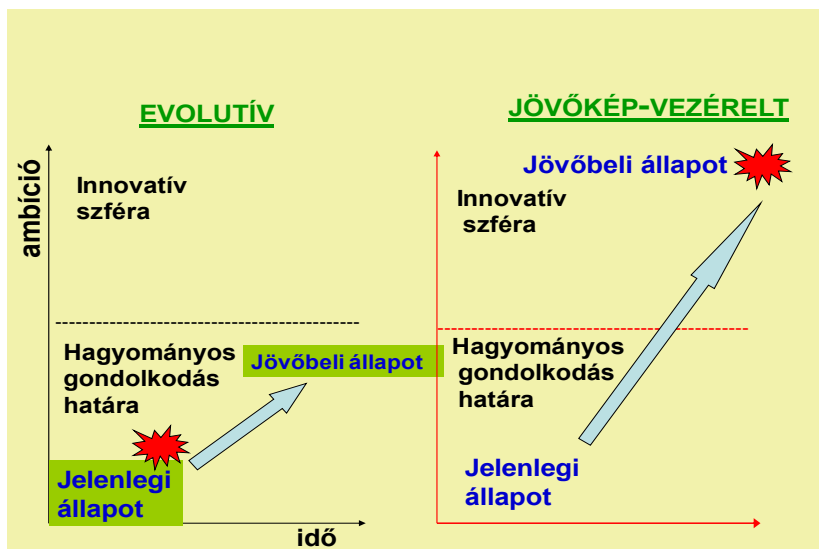 EVOLUTÍV
ambíció
Innovatív
szféra
Hagyományos
gondolkodás
határa
Jövőbeli állapot
Jelenlegi
állapot
idő
JÖVŐKÉP-VEZÉRELT
Jövőbeli állapot
Innovatív
szféra
Hagyományos
gondolkodás
határa
Jelenlegi
állapot